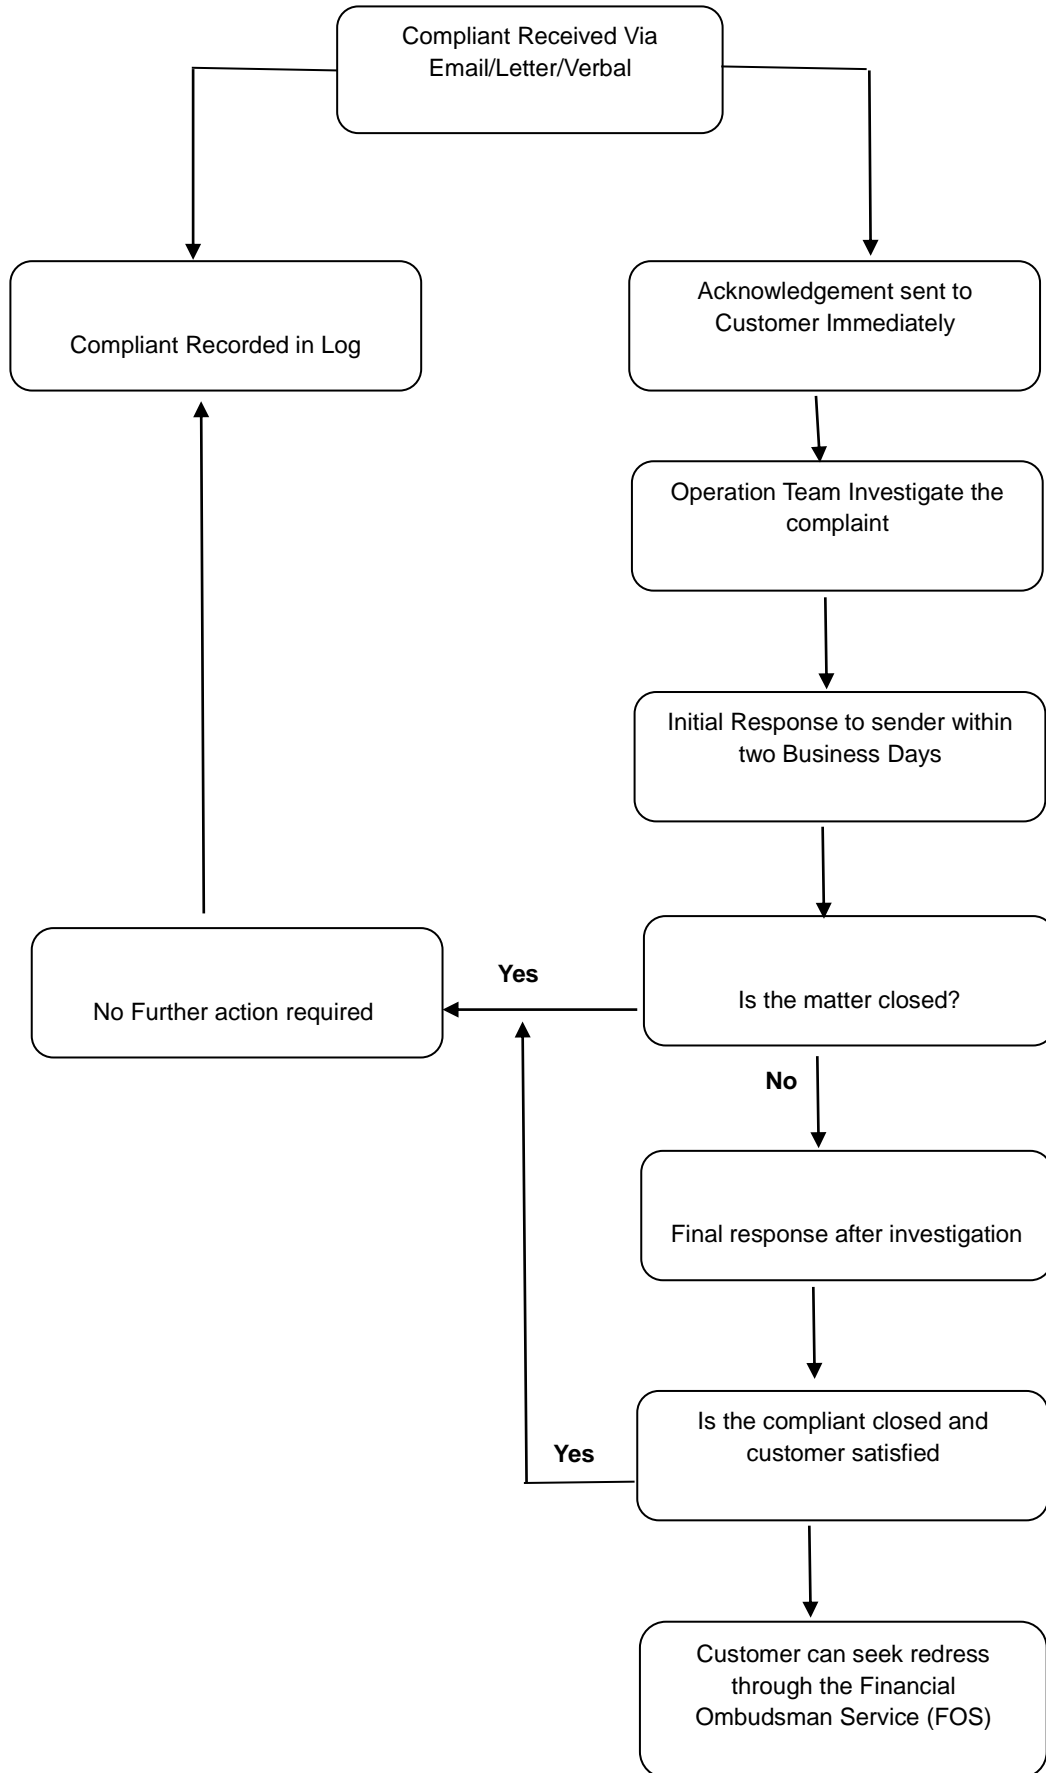 Compliant Received Via
Email/Letter/Verbal
Compliant Recorded in Log
Acknowledgement sent to
Customer Immediately
Operation Team Investigate the
complaint
Initial Response to sender within
two Business Days
Yes
No Further action required
Is the matter closed?
No
Final response after investigation
Is the compliant closed and
customer satisfied
Yes
Customer can seek redress
through the Financial
Ombudsman Service (FOS)